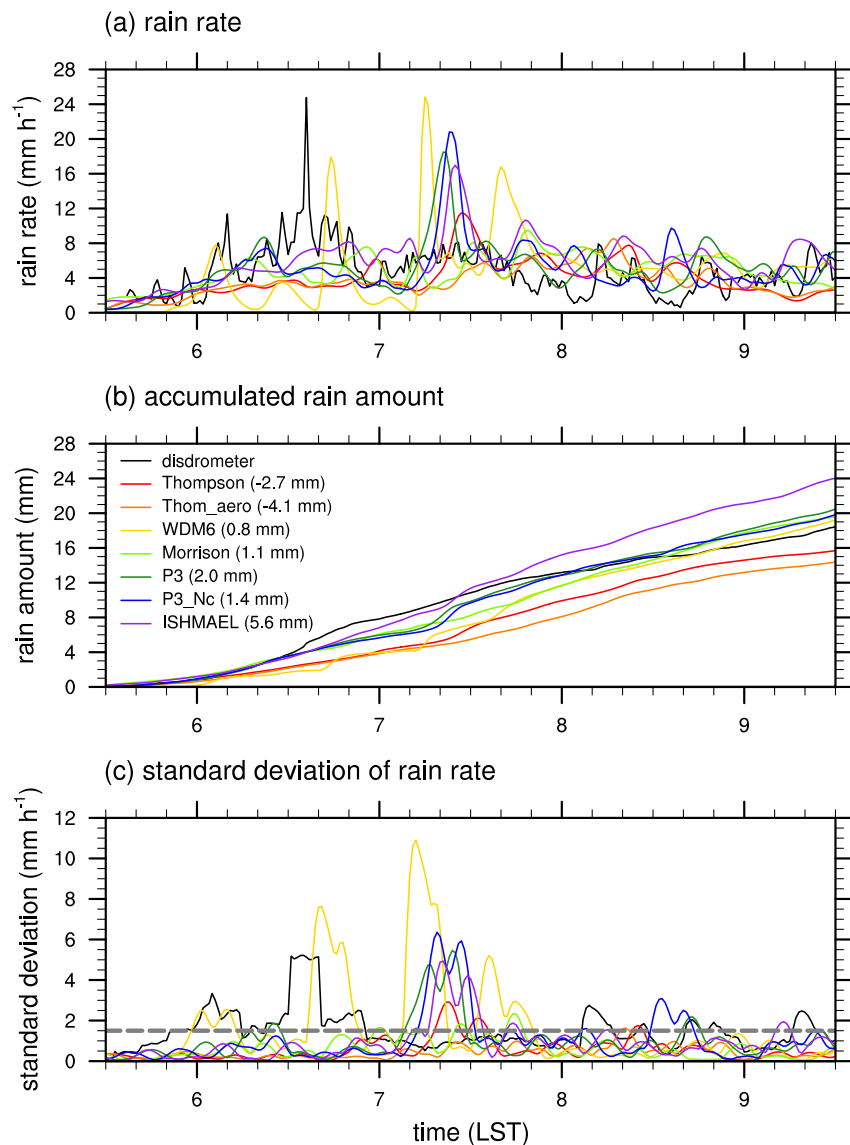 (a) rain rate
28
24
20
16
12
8
4
0
rain rate (mm h⁻¹)
6 7 8 9
(b) accumulated rain amount
28
24
20
16
12
8
4
0
rain amount (mm)
disdrometer
Thompson (-2.7 mm)
Thom_aero (-4.1 mm)
WDM6 (0.8 mm)
Morrison (1.1 mm)
P3 (2.0 mm)
P3_Nc (1.4 mm)
ISHMAEL (5.6 mm)
6 7 8 9
(c) standard deviation of rain rate
12
10
8
6
4
2
0
standard deviation (mm h⁻¹)
6 7 8 9
time (LST)